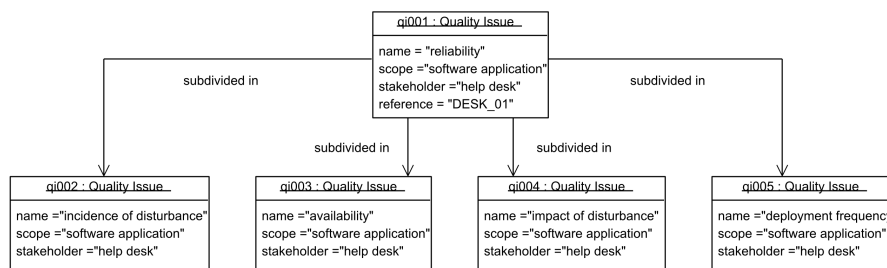 qi001 : Quality Issue
name = "reliability"
scope ="software application"
stakeholder ="help desk"
reference = "DESK_01"
subdivided in
subdivided in
subdivided in
subdivided in
qi002 : Quality Issue
name ="incidence of disturbance"
scope ="software application"
stakeholder ="help desk"
qi003 : Quality Issue
name ="availability"
scope ="software application"
stakeholder ="help desk"
qi004 : Quality Issue
name ="impact of disturbance"
scope ="software application"
stakeholder ="help desk"
qi005 : Quality Issue
name ="deployment frequency
scope ="software application"
stakeholder ="help desk"